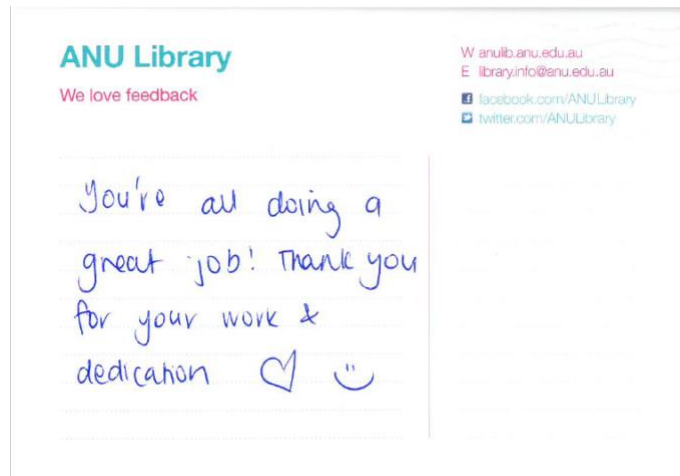 ANU Library
We love feedback
W anulib.anu.edu.au
E library.info@anu.edu.au
facebook.com/ANULibrary
twitter.com/ANULibrary
You're all doing a
great job! Thank you
for your work &
dedication ♡ ü